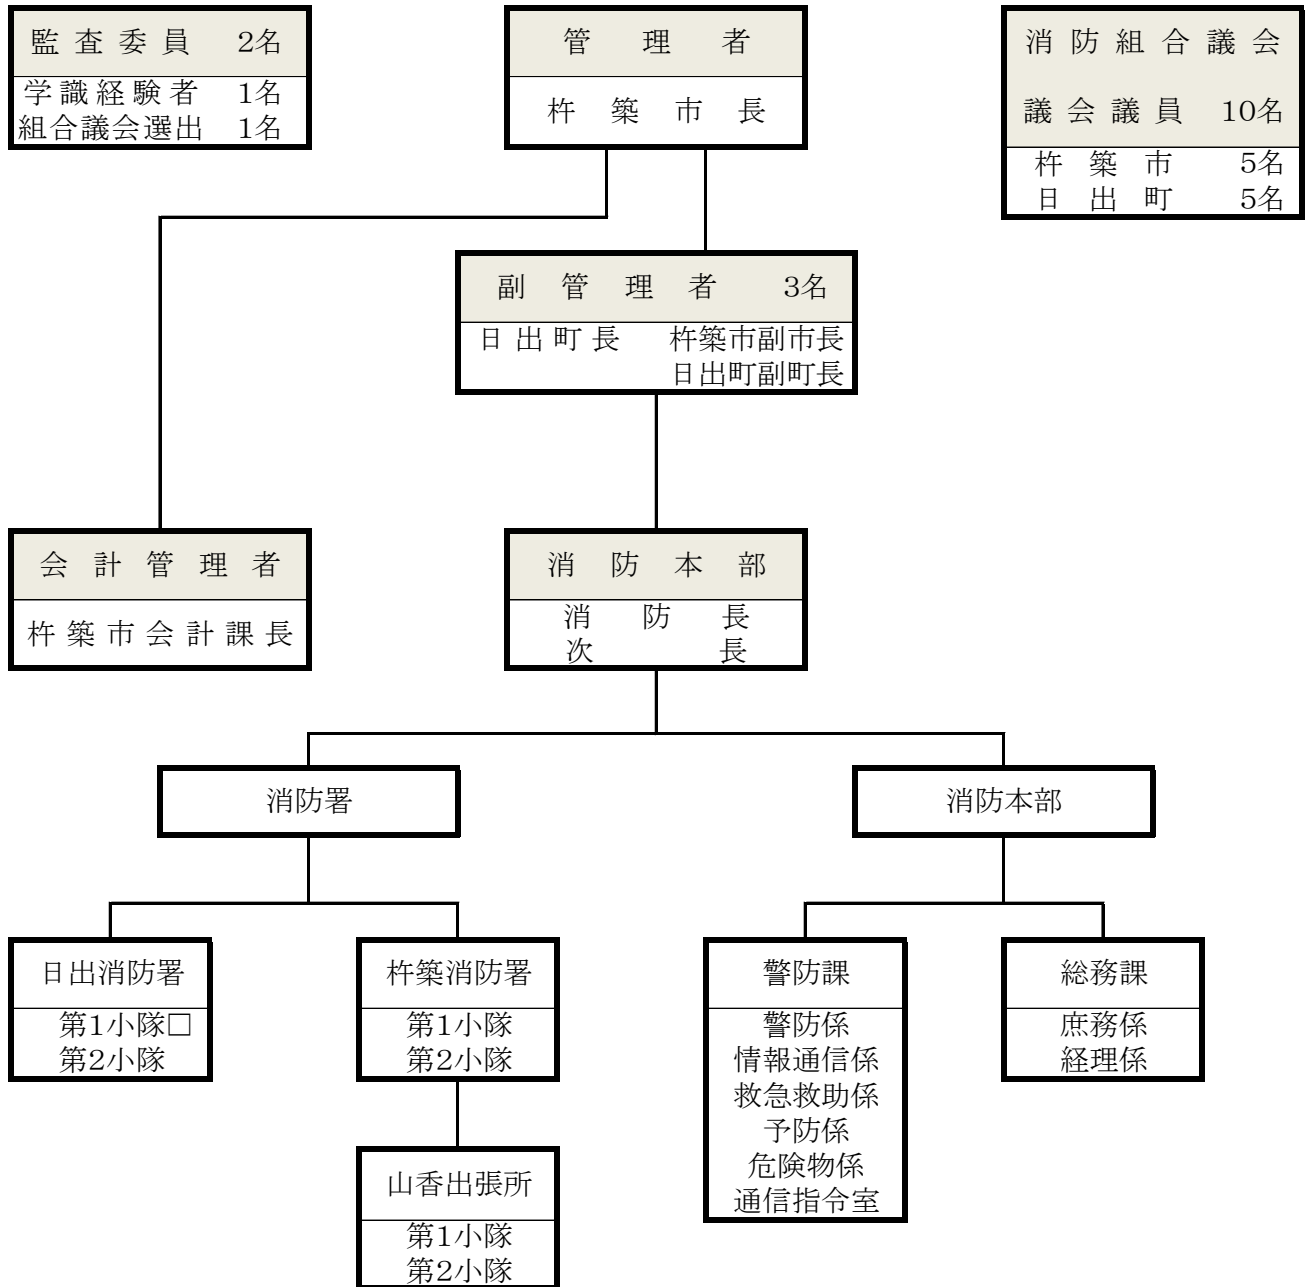 監査委員 2名
学識経験者 1名
組合議会選出 1名
管理者
杵築市長
消防組合議会
議会議員 10名
杵築市 5名
日出町 5名
副管理者 3名
日出町長 杵築市副市長
日出町副町長
会計管理者
杵築市会計課長
消防本部
消防長
次長
消防署
消防本部
日出消防署
第1小隊□
第2小隊
杵築消防署
第1小隊
第2小隊
山香出張所
第1小隊
第2小隊
警防課
警防係
情報通信係
救急救助係
予防係
危険物係
通信指令室
総務課
庶務係
経理係